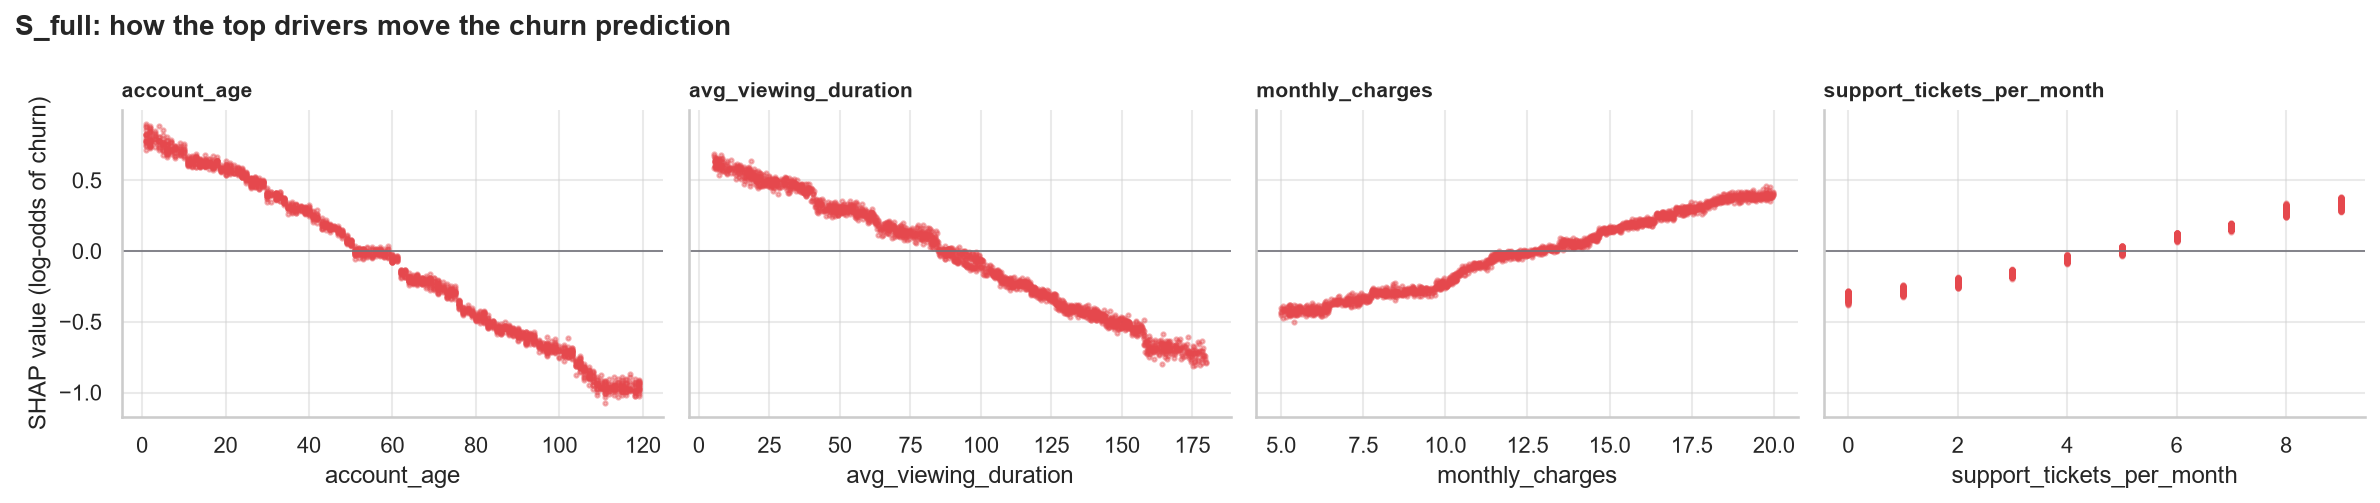 S_full: how the top drivers move the churn prediction
account_age
avg_viewing_duration
monthly_charges
support_tickets_per_month
SHAP value (log-odds of churn)
0.5
0.0
−0.5
−1.0
0 20 40 60 80 100 120
account_age
0 25 50 75 100 125 150 175
avg_viewing_duration
5.0 7.5 10.0 12.5 15.0 17.5 20.0
monthly_charges
0 2 4 6 8
support_tickets_per_month